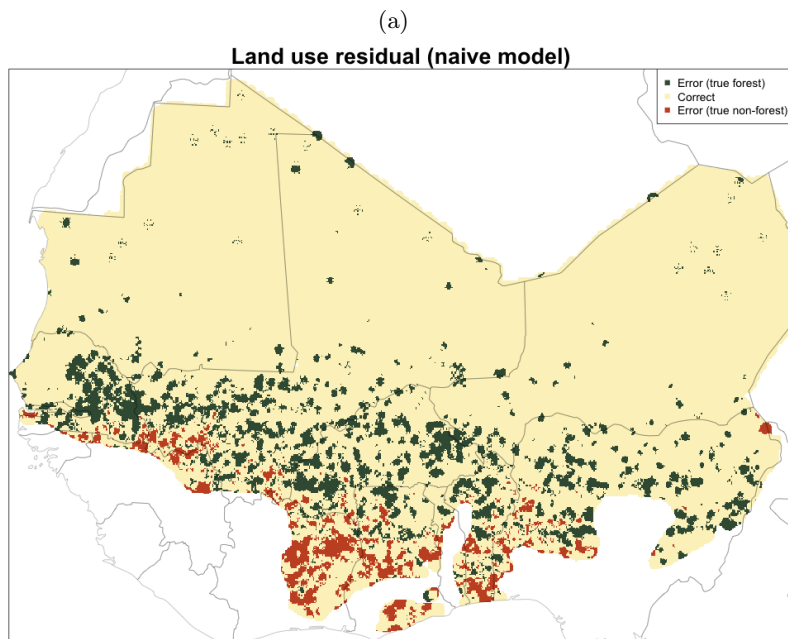 (a)
Land use residual (naive model)
Error (true forest)
Correct
Error (true non-forest)